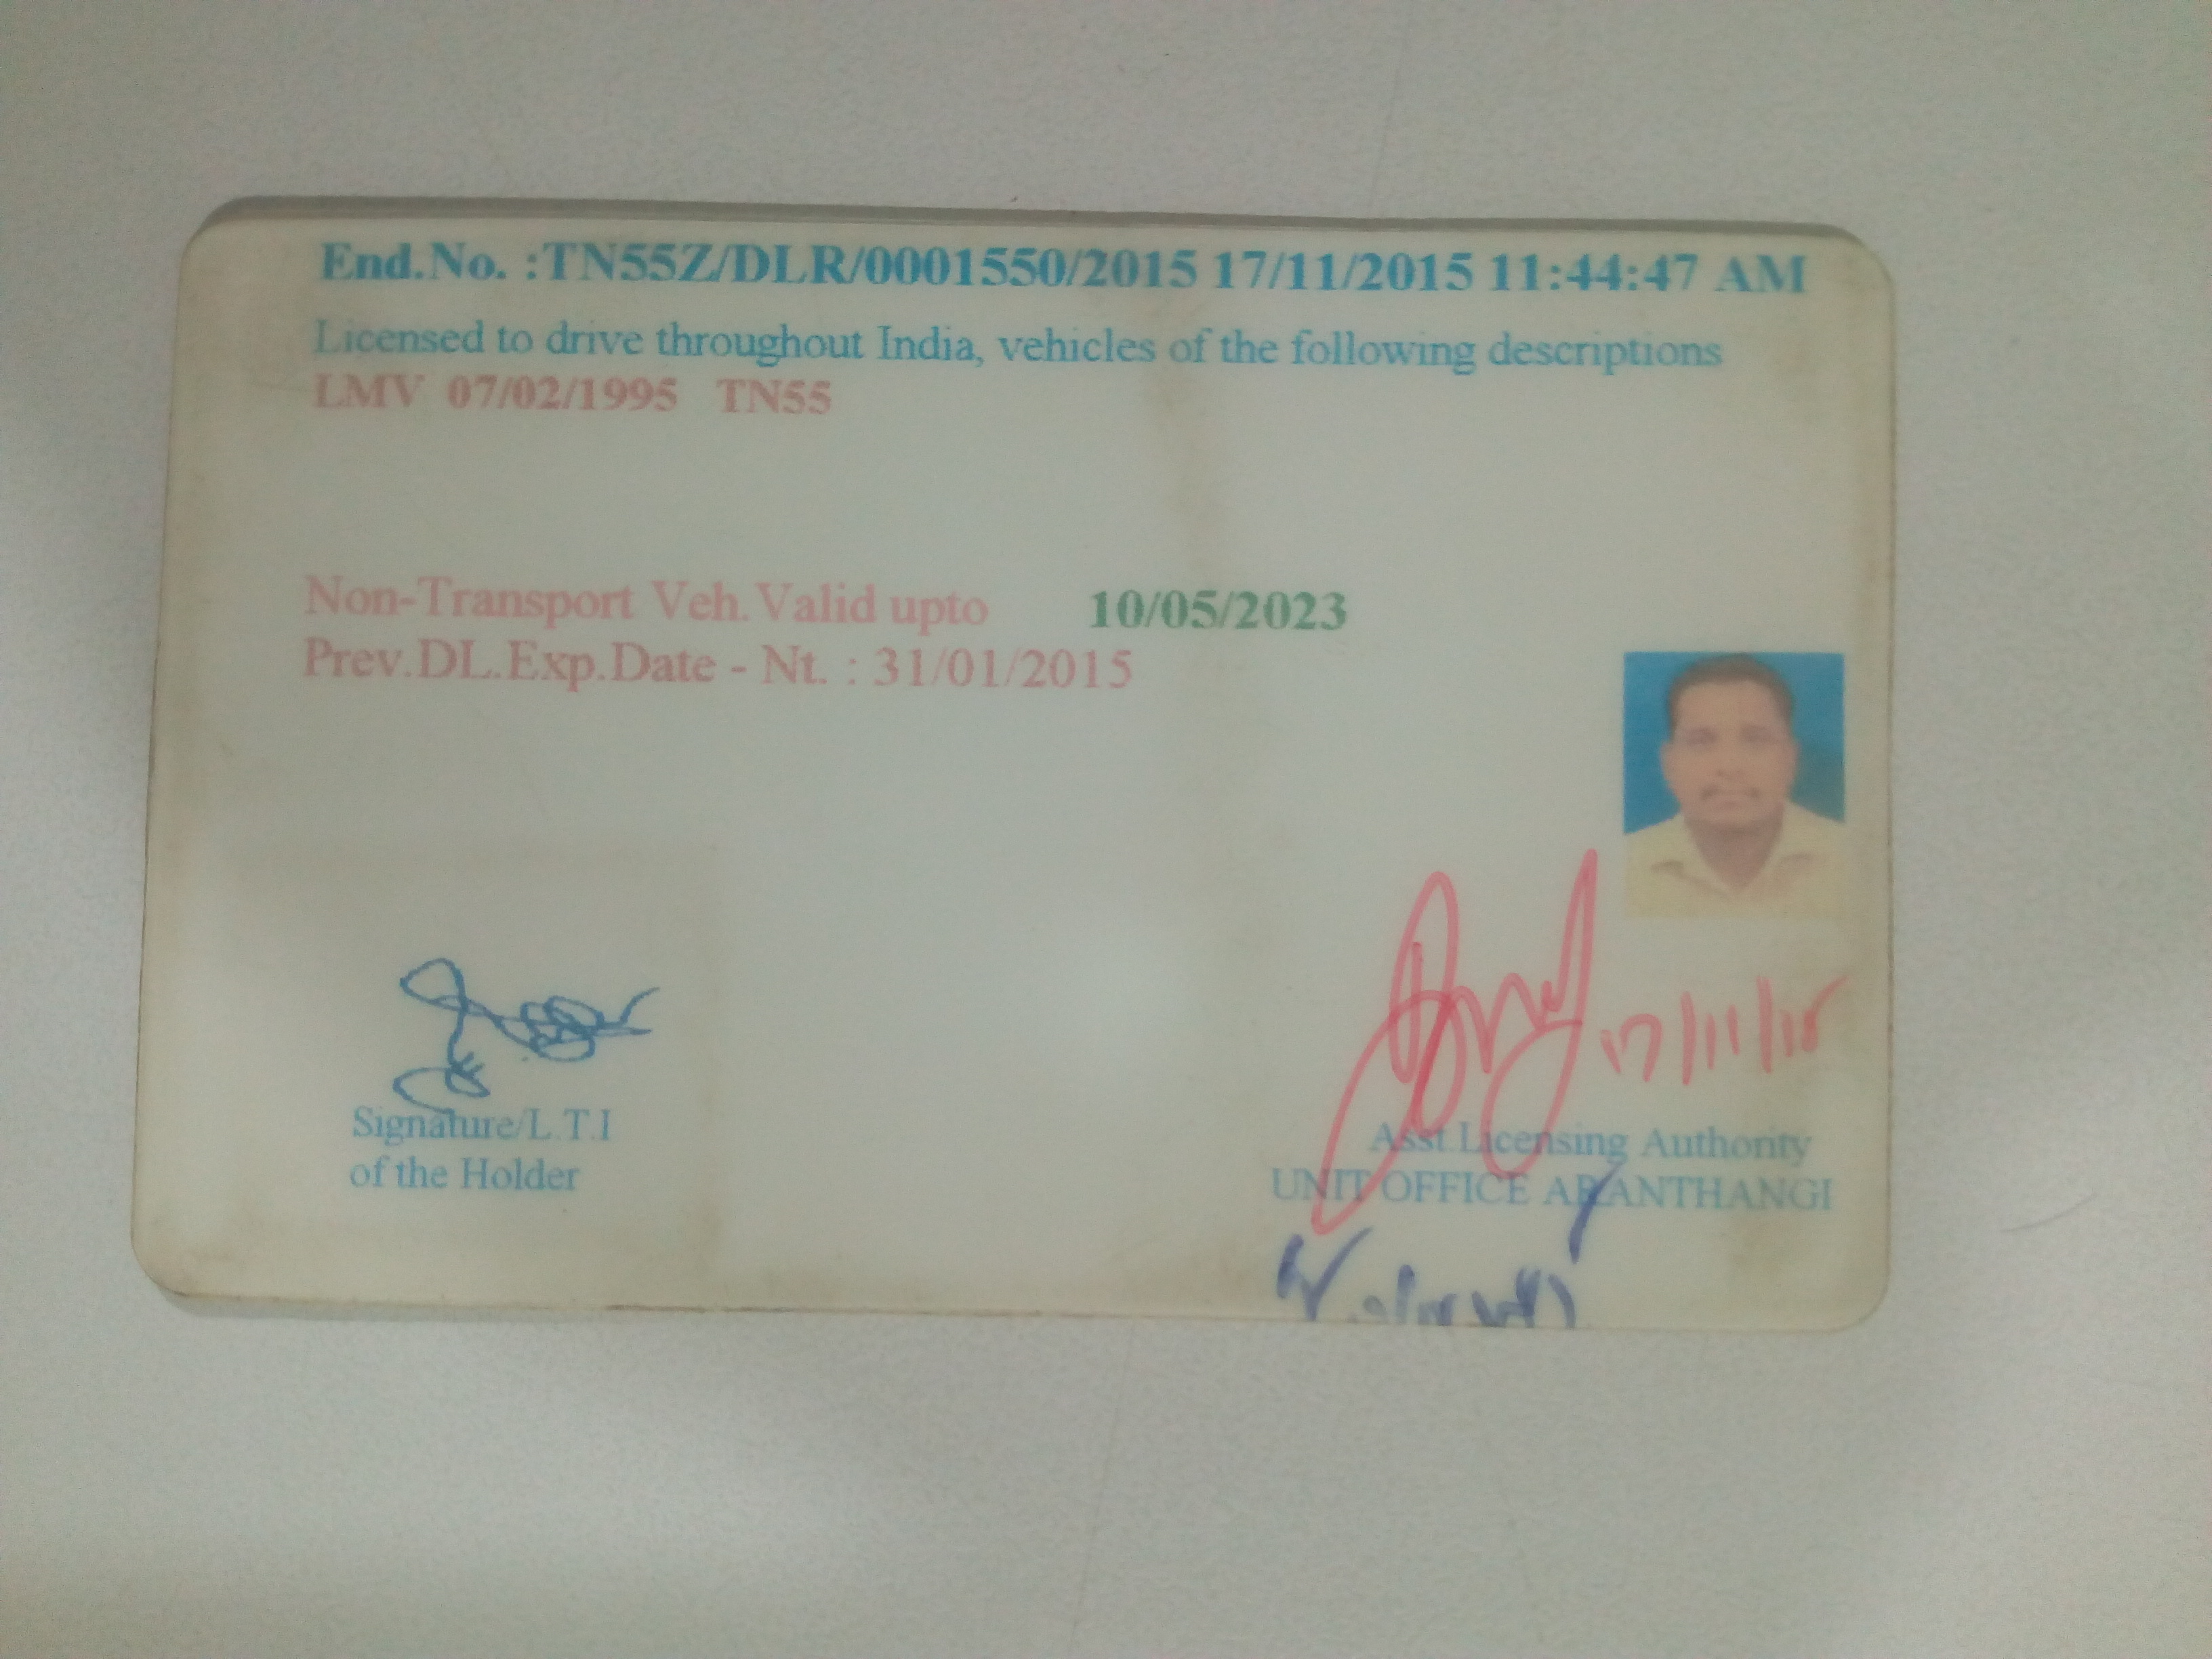 End.No. :TN55Z/DLR/0001550/2015 17/11/2015 11:44:47 AM
Licensed to drive throughout India, vehicles of the following descriptions
LMV 07/02/1995 TN55
Non-Transport Veh.Valid upto 10/05/2023
Prev.DL.Exp.Date - Nt. : 31/01/2015
17/11/15
Signature/L.T.I
of the Holder
Asst.Licensing Authority
UNIT OFFICE ARANTHANGI